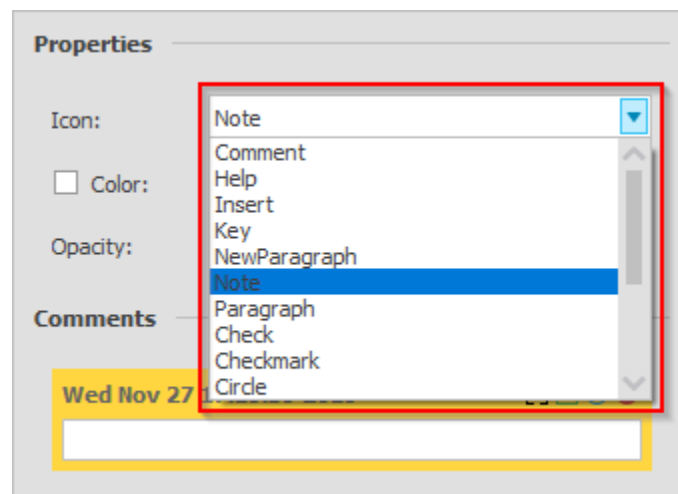 Properties
Icon:
Note
Comment
Help
Insert
Key
NewParagraph
Note
Paragraph
Check
Checkmark
Circle
Color:
Opacity:
Comments
Wed Nov 27